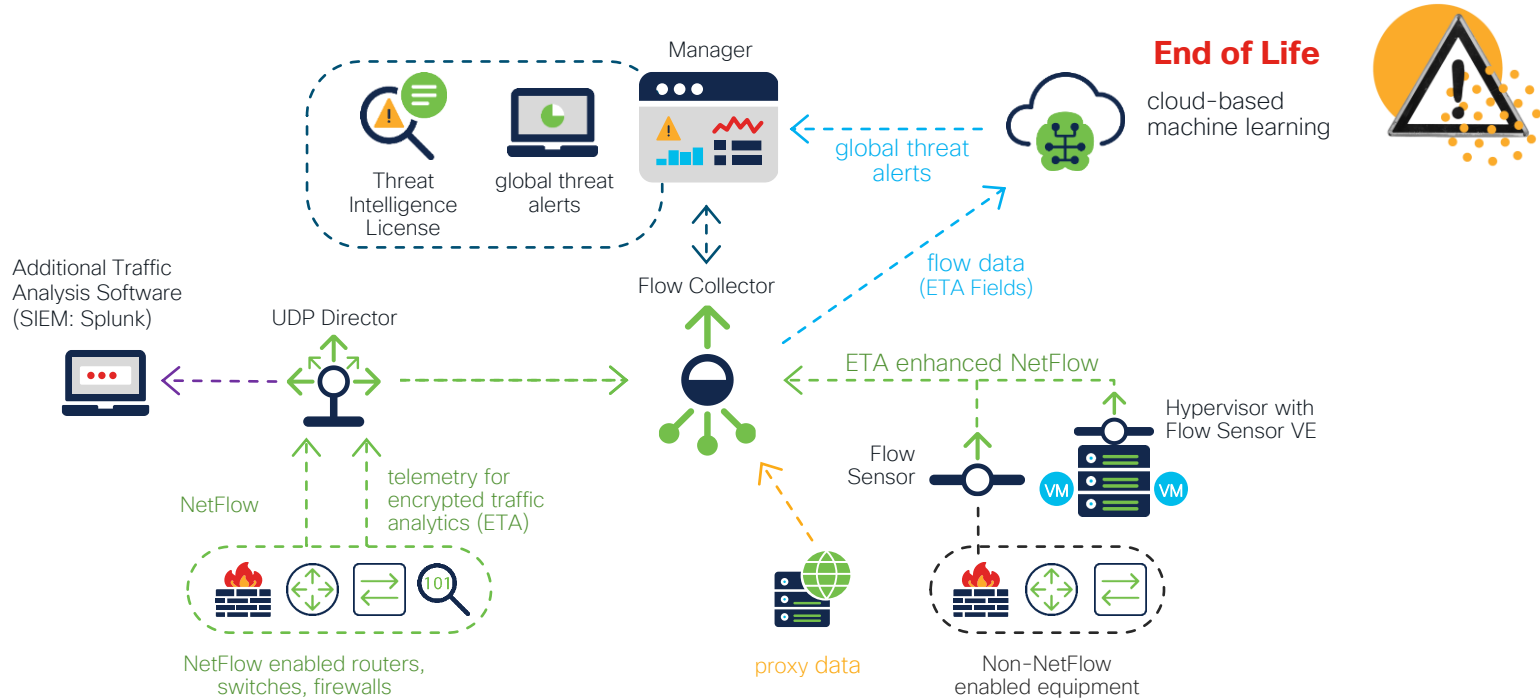 Manager
End of Life
cloud-based
machine learning
global threat
alerts
Threat
Intelligence
License
global threat
alerts
flow data
(ETA Fields)
Additional Traffic
Analysis Software
(SIEM: Splunk)
UDP Director
Flow Collector
ETA enhanced NetFlow
Hypervisor with
Flow Sensor VE
Flow
Sensor
VM
VM
NetFlow
telemetry for
encrypted traffic
analytics (ETA)
101
NetFlow enabled routers,
switches, firewalls
proxy data
Non-NetFlow
enabled equipment